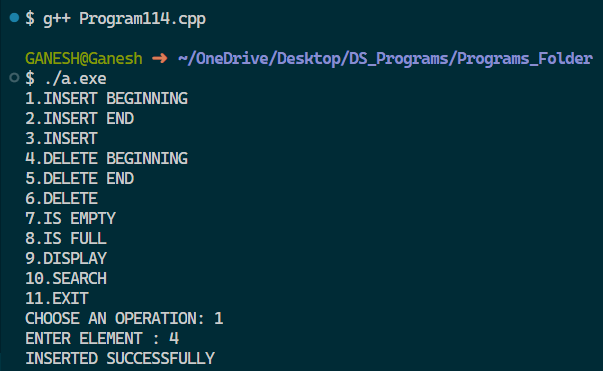 $ g++ Program114.cpp
GANESH@Ganesh ➜ ~/OneDrive/Desktop/DS_Programs/Programs_Folder
$ ./a.exe
1.INSERT BEGINNING
2.INSERT END
3.INSERT
4.DELETE BEGINNING
5.DELETE END
6.DELETE
7.IS EMPTY
8.IS FULL
9.DISPLAY
10.SEARCH
11.EXIT
CHOOSE AN OPERATION: 1
ENTER ELEMENT : 4
INSERTED SUCCESSFULLY